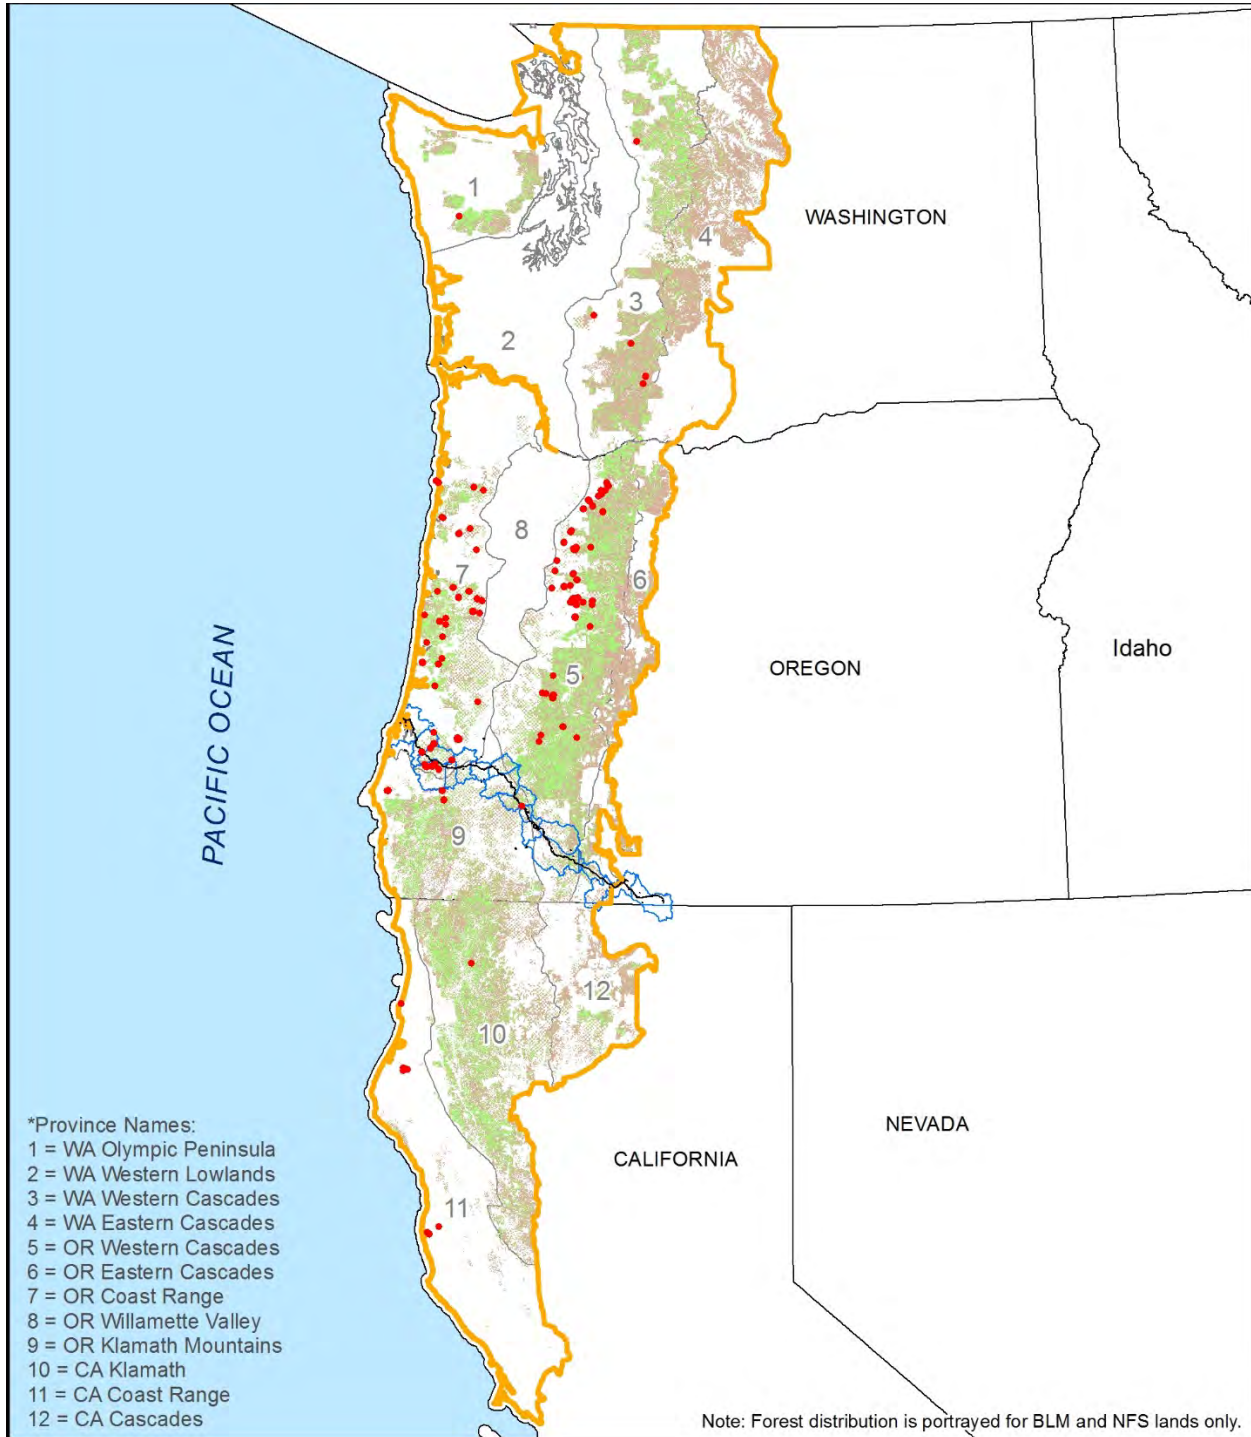 1
4
WASHINGTON
3
2
8
7
6
PACIFIC OCEAN
5
OREGON
Idaho
9
12
10
*Province Names:
1 = WA Olympic Peninsula
2 = WA Western Lowlands
3 = WA Western Cascades
4 = WA Eastern Cascades
5 = OR Western Cascades
6 = OR Eastern Cascades
7 = OR Coast Range
8 = OR Willamette Valley
9 = OR Klamath Mountains
10 = CA Klamath
11 = CA Coast Range
12 = CA Cascades
NEVADA
CALIFORNIA
11
Note: Forest distribution is portrayed for BLM and NFS lands only.